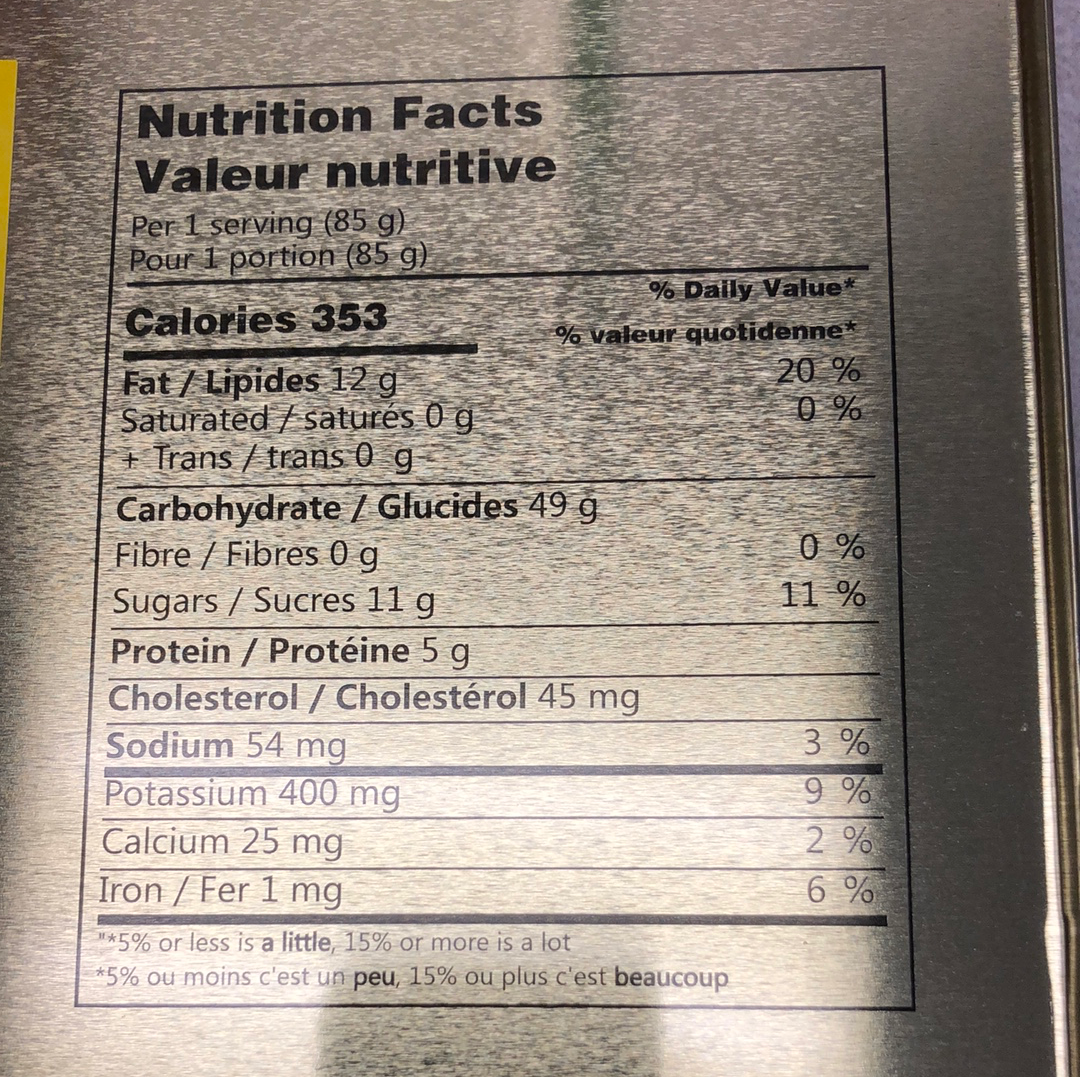 Nutrition Facts
Valeur nutritive
Per 1 serving (85 g)
Pour 1 portion (85 g)
% Daily Value*
Calories 353
% valeur quotidenne*
Fat / Lipides 12 g 20 %
Saturated / saturés 0 g 0 %
+ Trans / trans 0 g
Carbohydrate / Glucides 49 g
Fibre / Fibres 0 g 0 %
Sugars / Sucres 11 g 11 %
Protein / Protéine 5 g
Cholesterol / Cholestérol 45 mg
Sodium 54 mg 3 %
Potassium 400 mg 9 %
Calcium 25 mg 2 %
Iron / Fer 1 mg 6 %
"*5% or less is a little, 15% or more is a lot
*5% ou moins c'est un peu, 15% ou plus c'est beaucoup